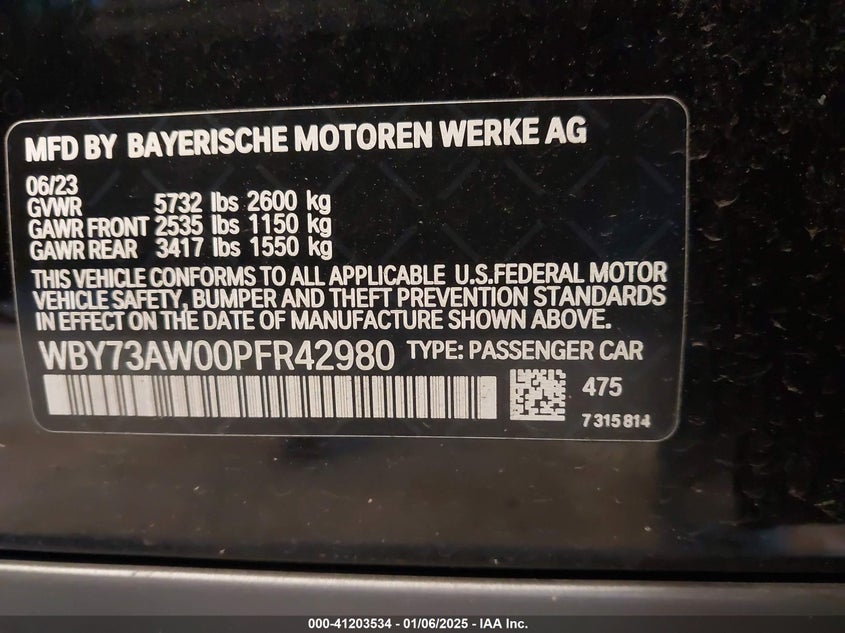 MFD BY BAYERISCHE MOTOREN WERKE AG
06/23
GVWR 5732 lbs 2600 kg
GAWR FRONT 2535 lbs 1150 kg
GAWR REAR 3417 lbs 1550 kg
THIS VEHICLE CONFORMS TO ALL APPLICABLE U.S.FEDERAL MOTOR
VEHICLE SAFETY, BUMPER AND THEFT PREVENTION STANDARDS
IN EFFECT ON THE DATE OF MANUFACTURE SHOWN ABOVE.
WBY73AW00PFR42980 TYPE: PASSENGER CAR
475
7 315 814
000-41203534 - 01/06/2025 - IAA Inc.